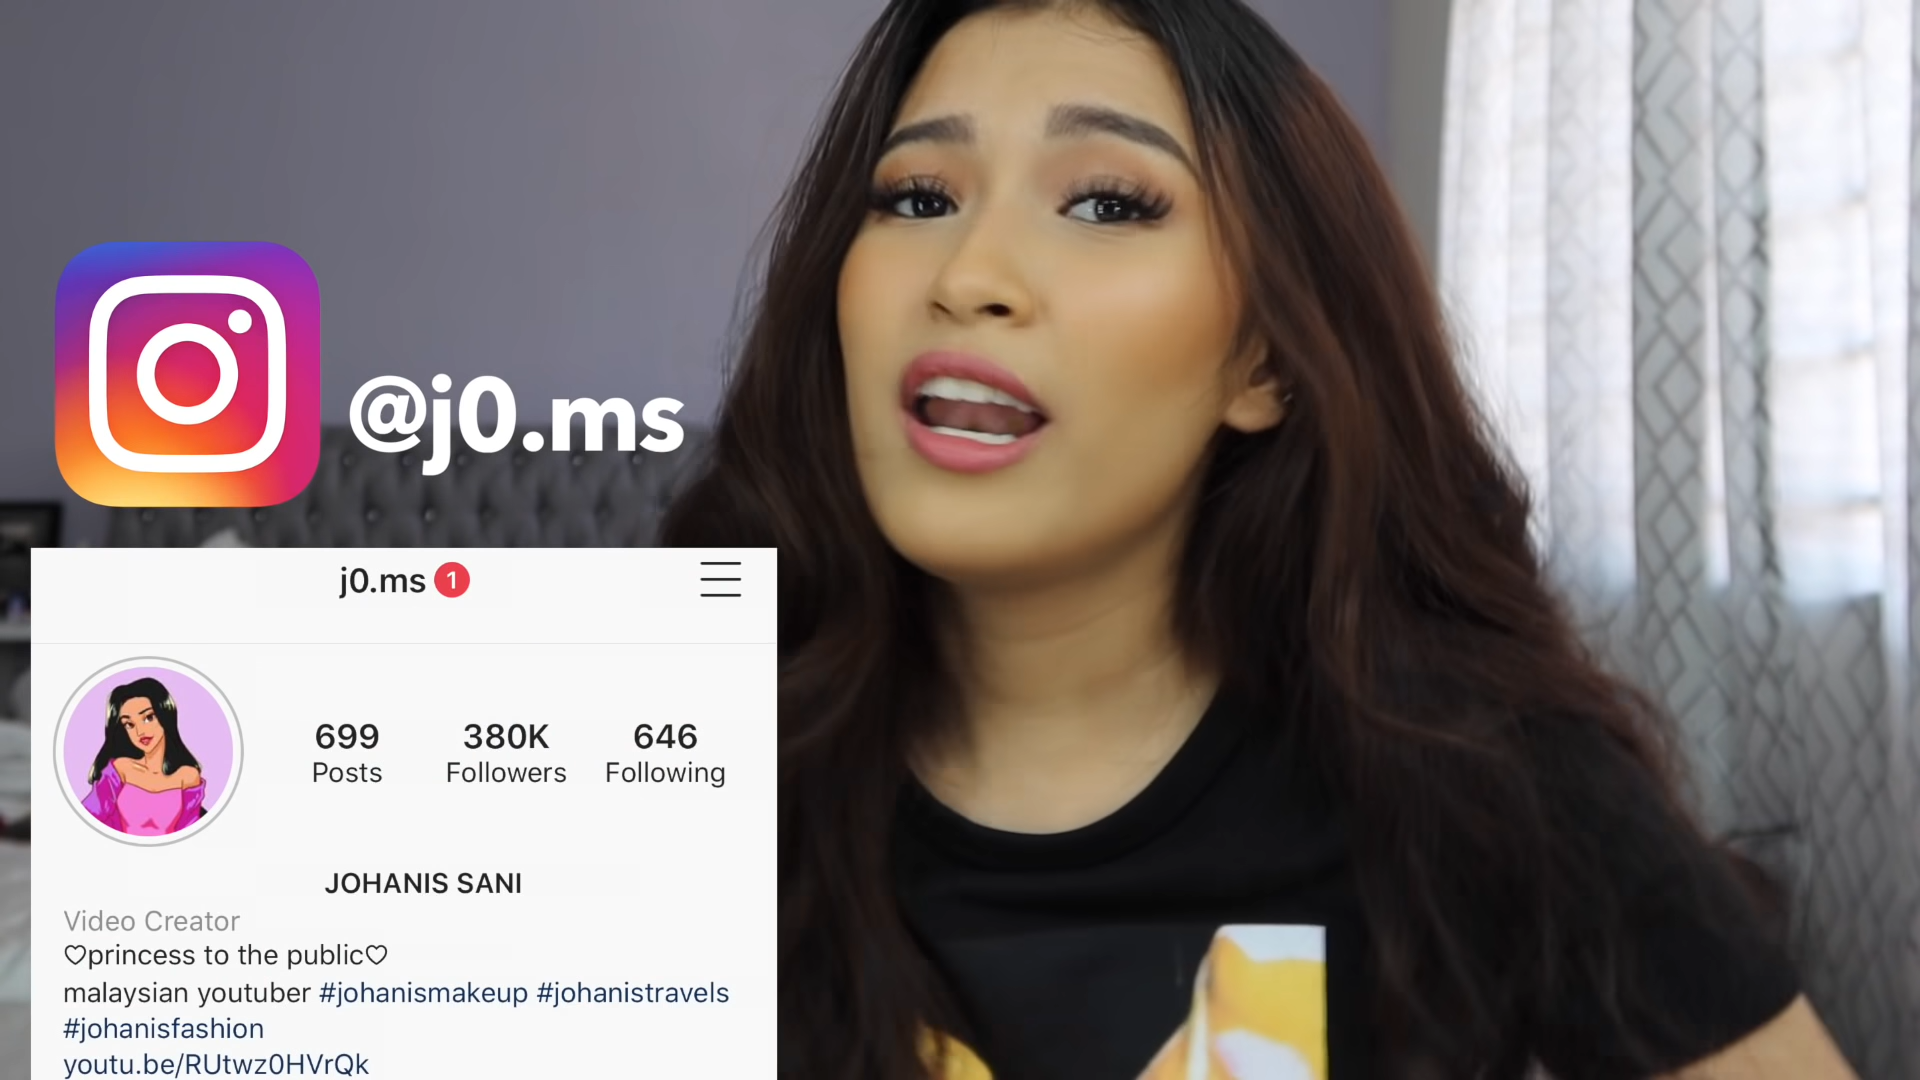 @j0.ms
j0.ms 1
699 380K 646
Posts Followers Following
JOHANIS SANI
Video Creator
♡princess to the public♡
malaysian youtuber #johanismakeup #johanistravels
#johanisfashion
youtu.be/RUtwz0HVrQk